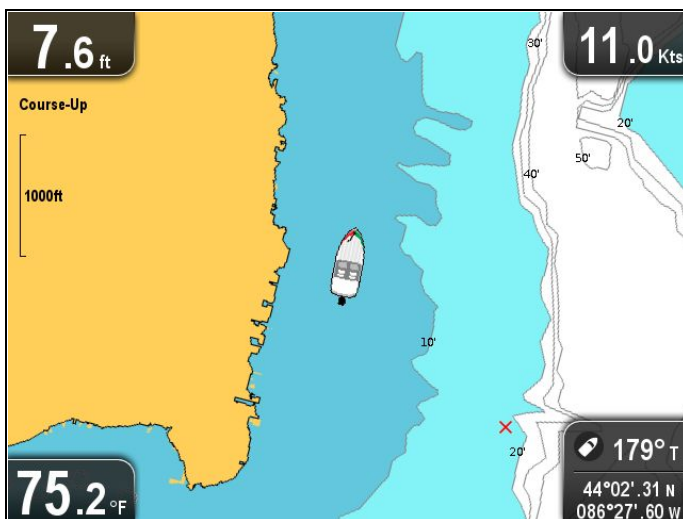 7.6 ft
11.0 Kts
30'
Course-Up
20'
50'
40'
1000ft
10'
20'
179° T
75.2 °F
44°02'.31 N
086°27'.60 W